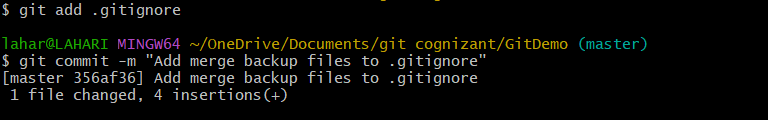 $ git add .gitignore
lahar@LAHARI MINGW64 ~/OneDrive/Documents/git cognizant/GitDemo (master)
$ git commit -m "Add merge backup files to .gitignore"
[master 356af36] Add merge backup files to .gitignore
 1 file changed, 4 insertions(+)